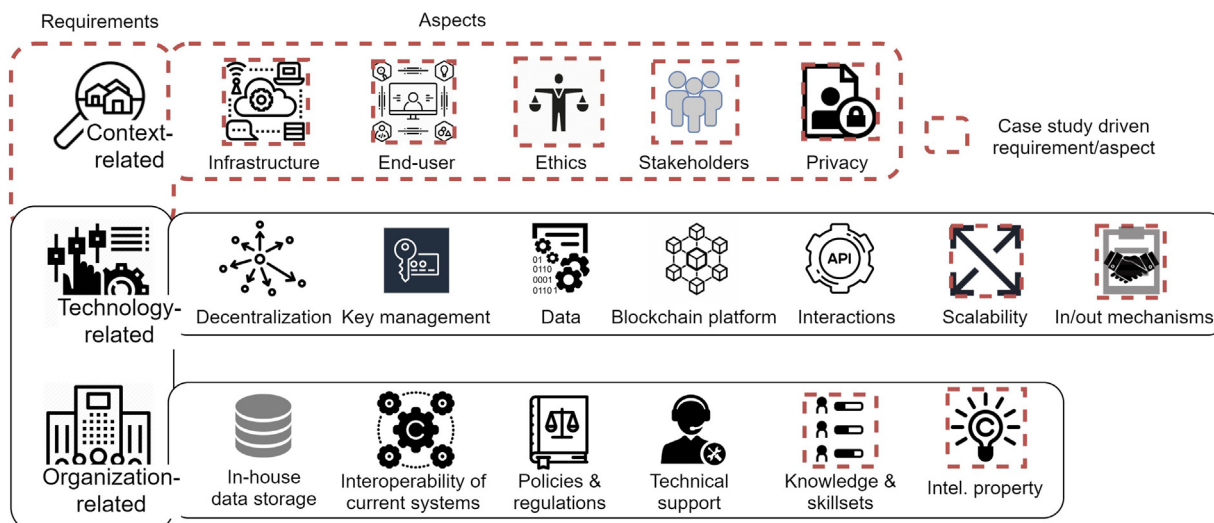 Requirements
Aspects
Context-
related
Infrastructure
End-user
Ethics
Stakeholders
Privacy
Case study driven
requirement/aspect
Technology-
related
Decentralization
Key management
01
0110
0001
01101
Data
Blockchain platform
API
Interactions
Scalability
In/out mechanisms
Organization-
related
In-house
data storage
C
Interoperability of
current systems
Policies &
regulations
Technical
support
Knowledge &
skillsets
C
Intel. property